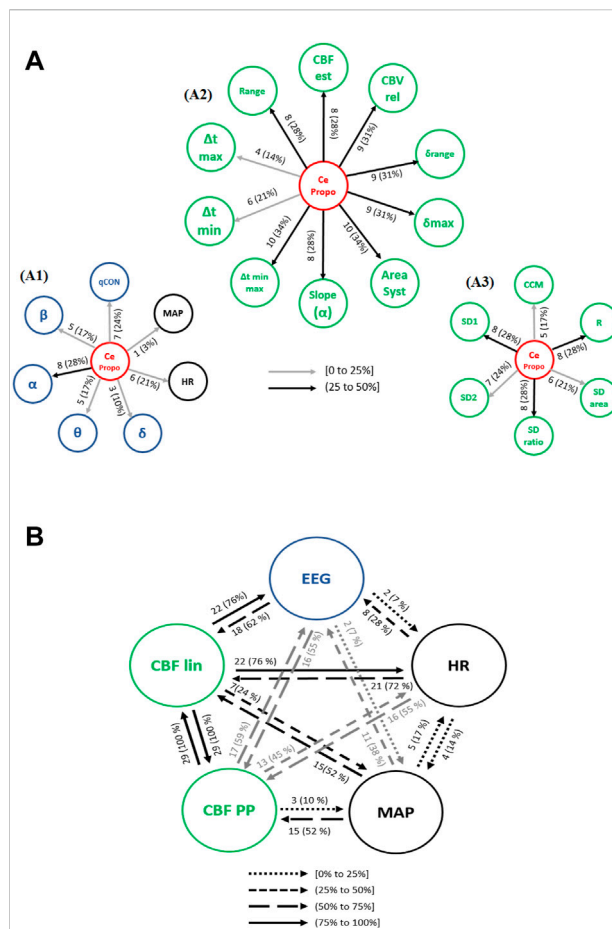 A
(A2)
CBF
est
CBV
rel
Range
Δt
max
δrange
Δt
min
δmax
Δt min
max
Slope
(α)
Area
Syst
Ce
Propo
8 (28%)
8 (28%)
9 (31%)
4 (14%)
9 (31%)
6 (21%)
9 (31%)
10 (34%)
8 (28%)
10 (34%)
(A1)
qCON
β
MAP
α
HR
θ
δ
Ce
Propo
7 (24%)
5 (17%)
1 (3%)
8 (28%)
6 (21%)
5 (17%)
3 (10%)
[0 to 25%]
(25 to 50%]
(A3)
CCM
SD1
R
SD2
SD
area
SD
ratio
Ce
Propo
5 (17%)
8 (28%)
8 (28%)
7 (24%)
6 (21%)
8 (28%)
B
EEG
22 (76%)
18 (62 %)
2 (7 %)
8 (28 %)
2 (7 %)
16 (55 %)
CBF lin
HR
22 (76 %)
21 (72 %)
7(24 %)
16 (55 %)
29 (100 %)
29 (100 %)
17 (59 %)
13 (45 %)
15(52 %)
11 (38 %)
5 (17 %)
4 (14 %)
CBF PP
MAP
3 (10 %)
15 (52 %)
[0% to 25%]
(25% to 50%]
(50% to 75%]
(75% to 100%]